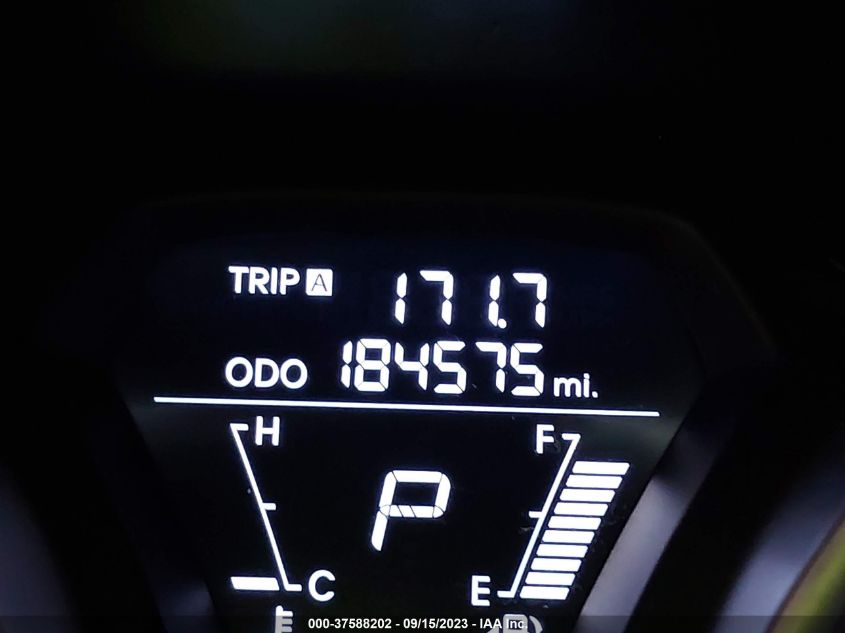 TRIP A 171.7
ODO 184575 mi.
H F
P
C E
000-37588202 - 09/15/2023 - IAA Inc.